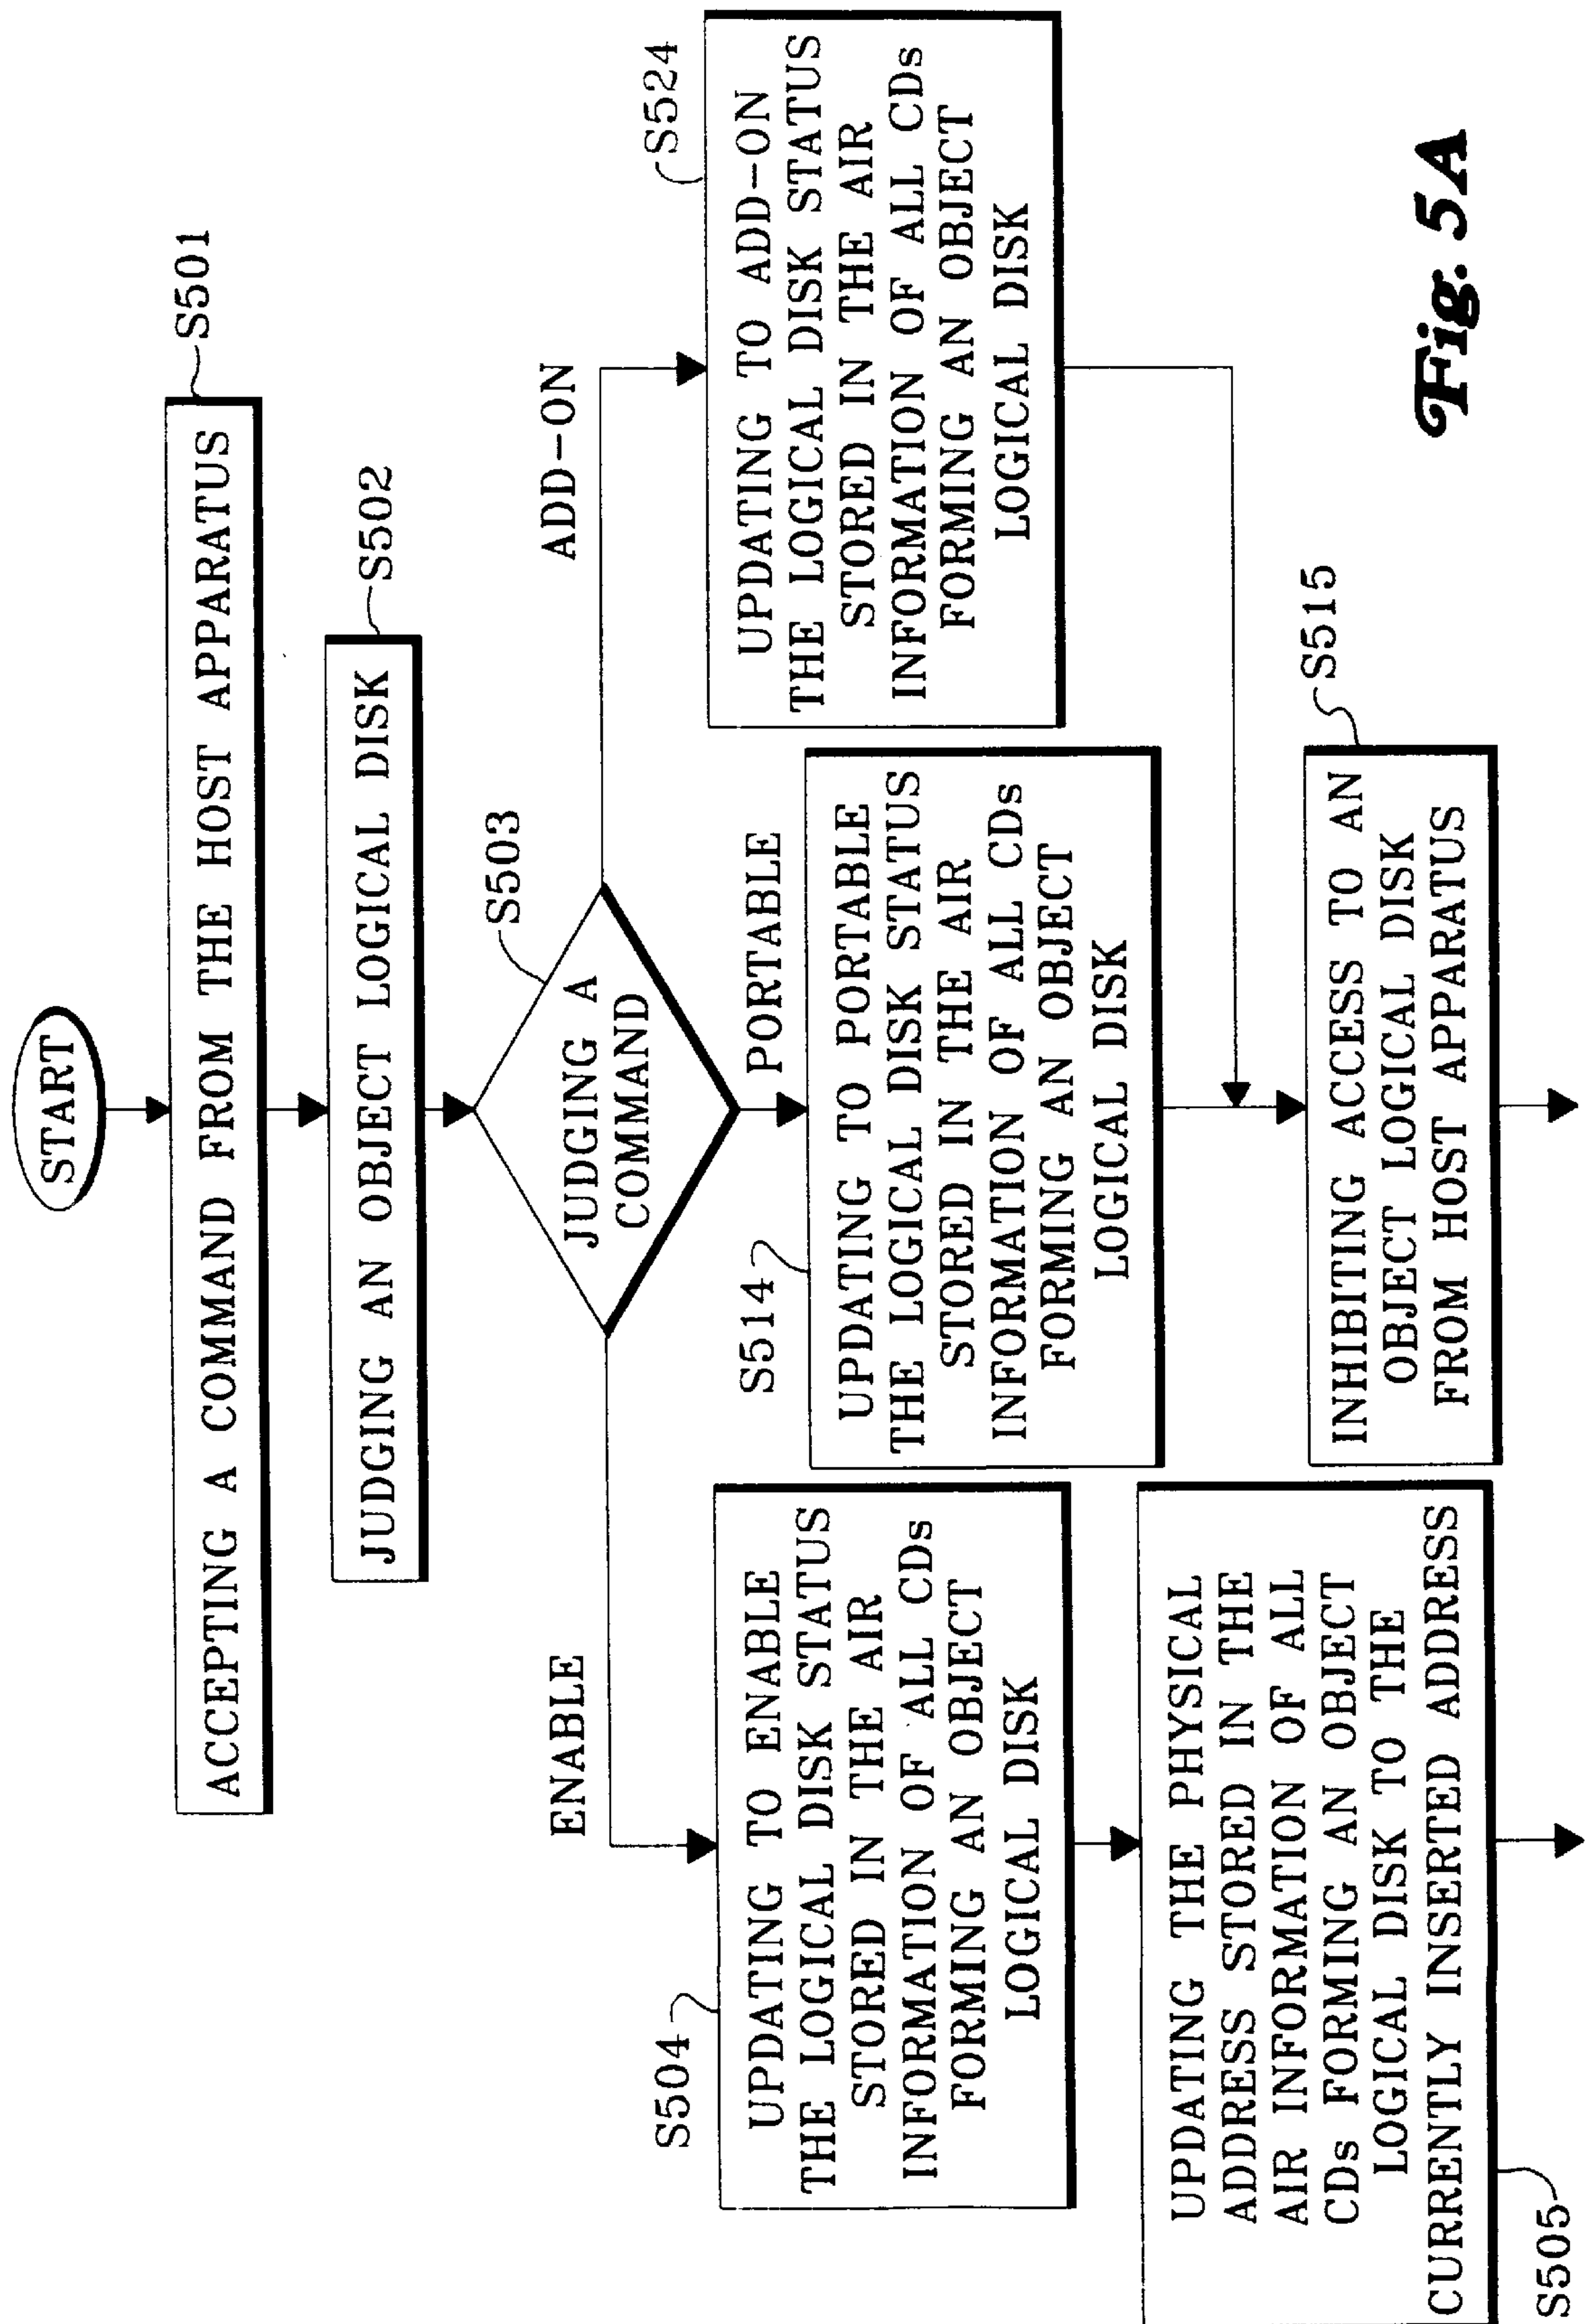 START
S501
ACCEPTING A COMMAND FROM THE HOST APPARATUS
S502
JUDGING AN OBJECT LOGICAL DISK
S503
JUDGING A
COMMAND
ENABLE
PORTABLE
ADD-ON
S504
UPDATING TO ENABLE
THE LOGICAL DISK STATUS
STORED IN THE AIR
INFORMATION OF ALL CDs
FORMING AN OBJECT
LOGICAL DISK
S514
UPDATING TO PORTABLE
THE LOGICAL DISK STATUS
STORED IN THE AIR
INFORMATION OF ALL CDs
FORMING AN OBJECT
LOGICAL DISK
S524
UPDATING TO ADD-ON
THE LOGICAL DISK STATUS
STORED IN THE AIR
INFORMATION OF ALL CDs
FORMING AN OBJECT
LOGICAL DISK
UPDATING THE PHYSICAL
ADDRESS STORED IN THE
AIR INFORMATION OF ALL
CDs FORMING AN OBJECT
LOGICAL DISK TO THE
CURRENTLY INSERTED ADDRESS
S505
S515
INHIBITING ACCESS TO AN
OBJECT LOGICAL DISK
FROM HOST APPARATUS
Fig. 5A